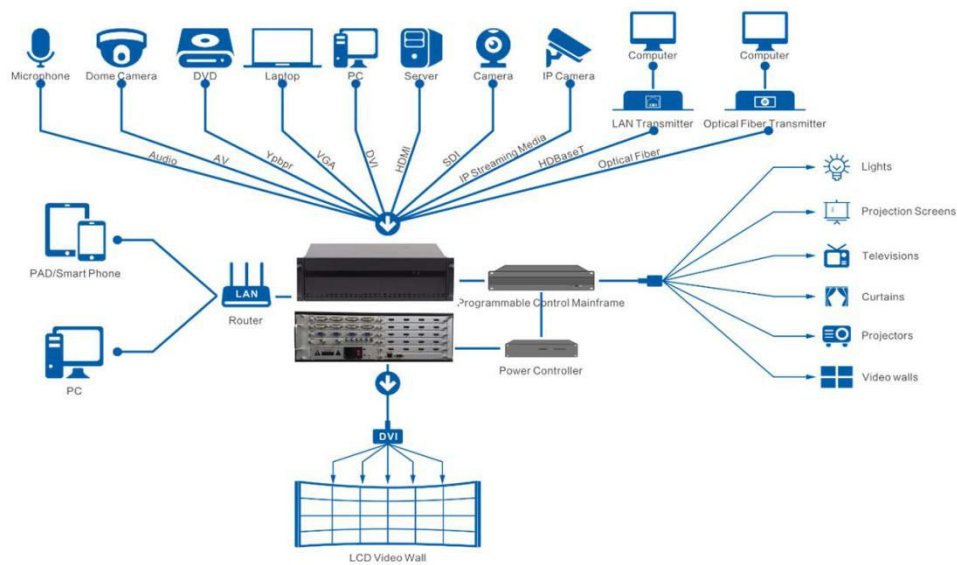 Microphone
Dome Camera
DVD
Laptop
PC
Server
Camera
IP Camera
Computer
Computer
LAN Transmitter
Optical Fiber Transmitter
Audio
AV
Ypbpr
VGA
DVI
HDMI
SDI
IP Streaming Media
HDBaseT
Optical Fiber
Lights
Projection Screens
Televisions
Curtains
Projectors
Video walls
PAD/Smart Phone
LAN
Router
PC
Programmable Control Mainframe
Power Controller
DVI
LCD Video Wall